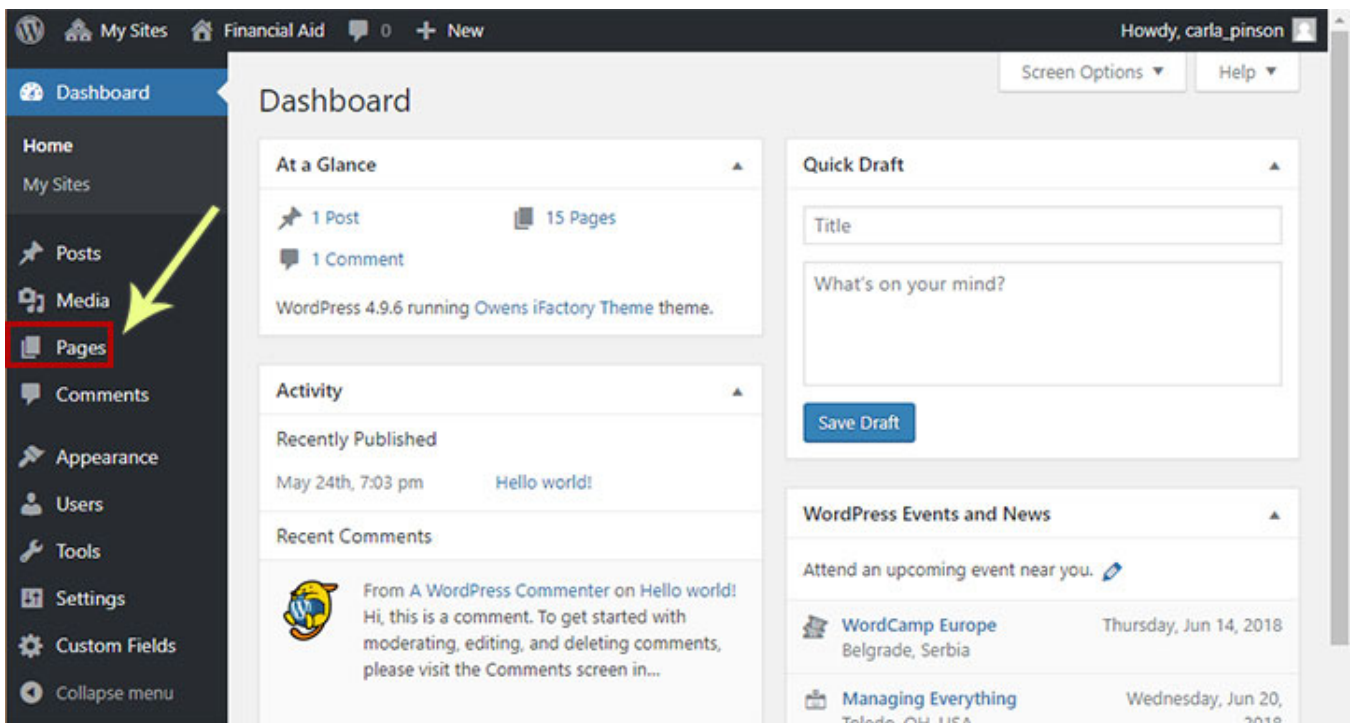 My Sites Financial Aid 0 + New Howdy, carla_pinson
Screen Options Help
Dashboard
Home
My Sites
Posts
Media
Pages
Comments
Appearance
Users
Tools
Settings
Custom Fields
Collapse menu
Dashboard
At a Glance
1 Post 15 Pages
1 Comment
WordPress 4.9.6 running Owens iFactory Theme theme.
Activity
Recently Published
May 24th, 7:03 pm Hello world!
Recent Comments
From A WordPress Commenter on Hello world!
Hi, this is a comment. To get started with
moderating, editing, and deleting comments,
please visit the Comments screen in...
Quick Draft
Title
What's on your mind?
Save Draft
WordPress Events and News
Attend an upcoming event near you.
WordCamp Europe Thursday, Jun 14, 2018
Belgrade, Serbia
Managing Everything Wednesday, Jun 20,
Toledo, OH, USA 2018